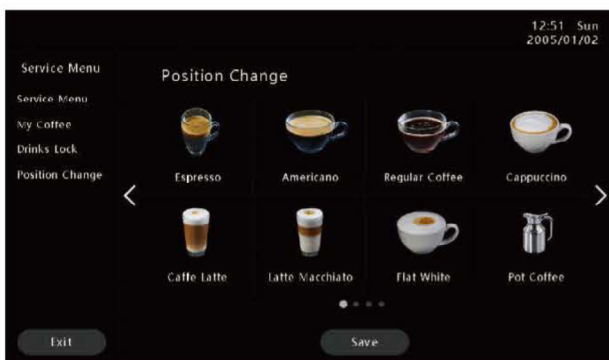 12:51 Sun
2005/01/02
Service Menu
Position Change
Service Menu
My Coffee
Drinks Lock
Position Change
Espresso Americano Regular Coffee Cappuccino
Caffe Latte Latte Macchiato Flat White Pot Coffee
Exit Save